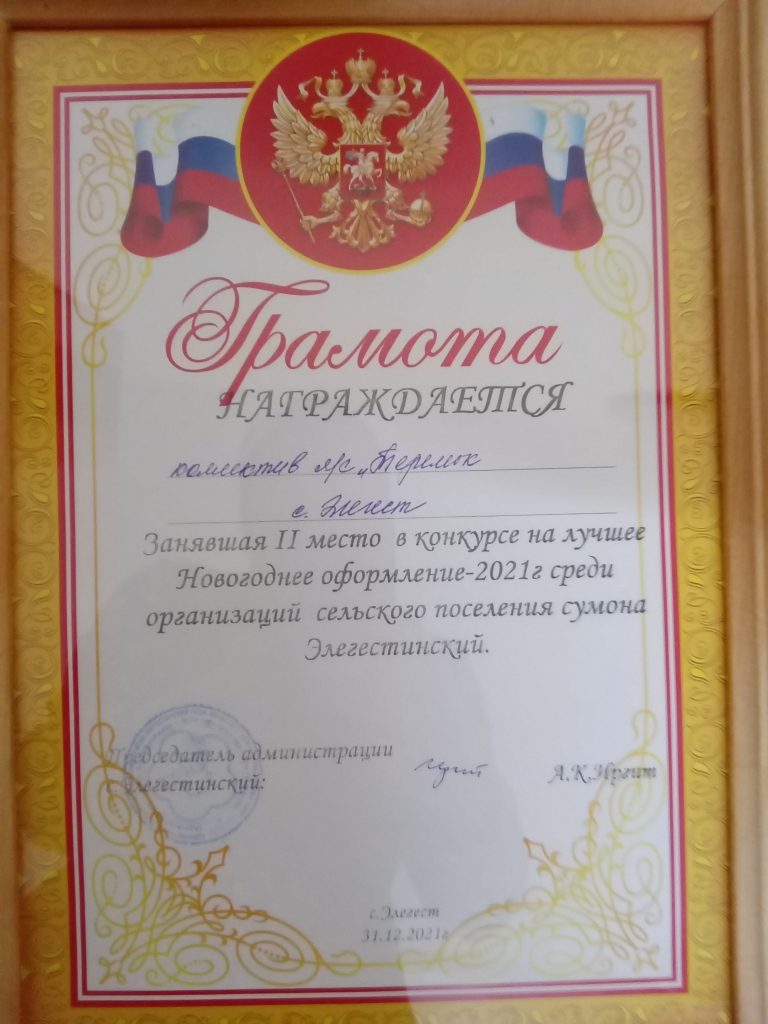 Грамота
НАГРАЖДАЕТСЯ
коллектив я/с „Теремок
с. Элегест
Занявшая II место в конкурсе на лучшее
Новогоднее оформление-2021г среди
организаций сельского поселения сумона
Элегестинский.
Председатель администрации
с.Элегестинский:
А.К.Иргит
с.Элегест
31.12.2021г